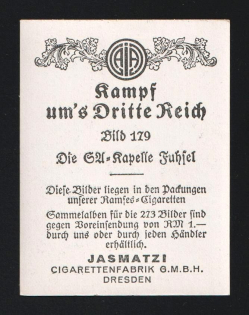 AJA
Kampf
um's Dritte Reich
Bild 179
Die SA-Kapelle Fuhsel
Diese Bilder liegen in den Packungen
unserer Ramses-Cigaretten
Sammelalben für die 273 Bilder sind
gegen Voreinsendung von RM 1.—
durch uns oder durch jeden Händler
erhältlich.
JASMATZI
CIGARETTENFABRIK G.M.B.H.
DRESDEN